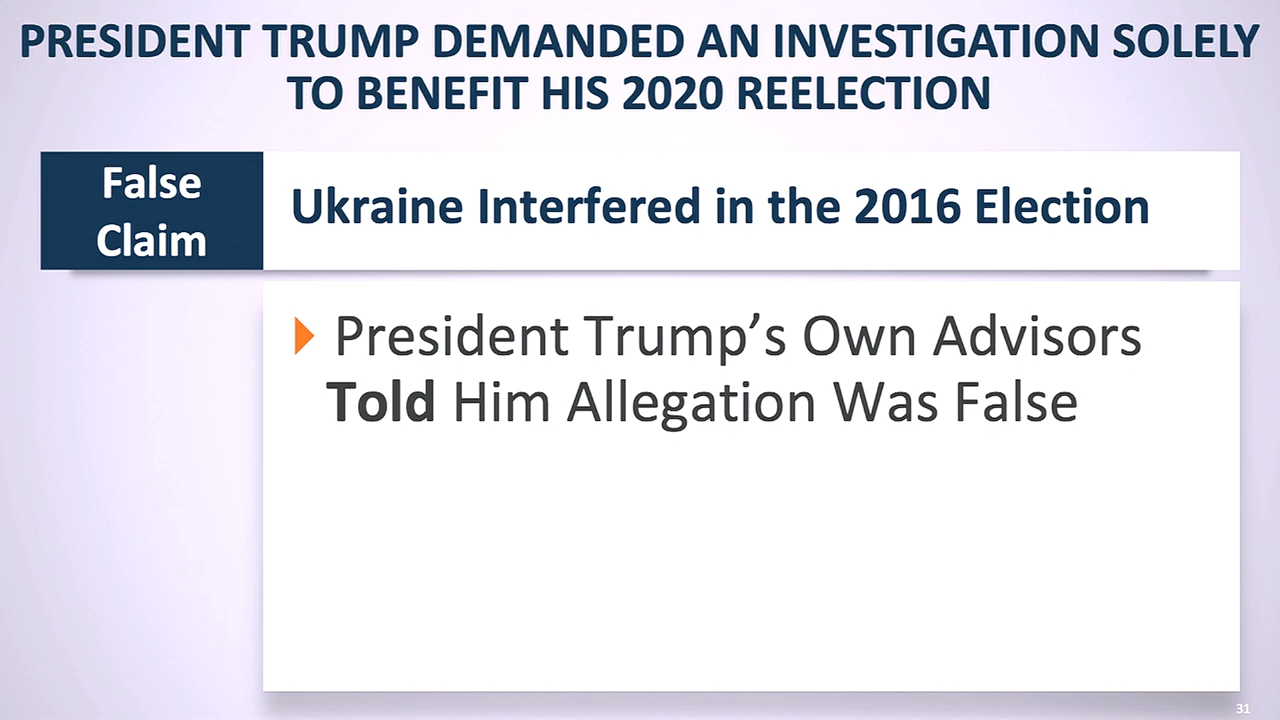 PRESIDENT TRUMP DEMANDED AN INVESTIGATION SOLELY
TO BENEFIT HIS 2020 REELECTION
False
Claim
Ukraine Interfered in the 2016 Election
President Trump’s Own Advisors
Told Him Allegation Was False
31